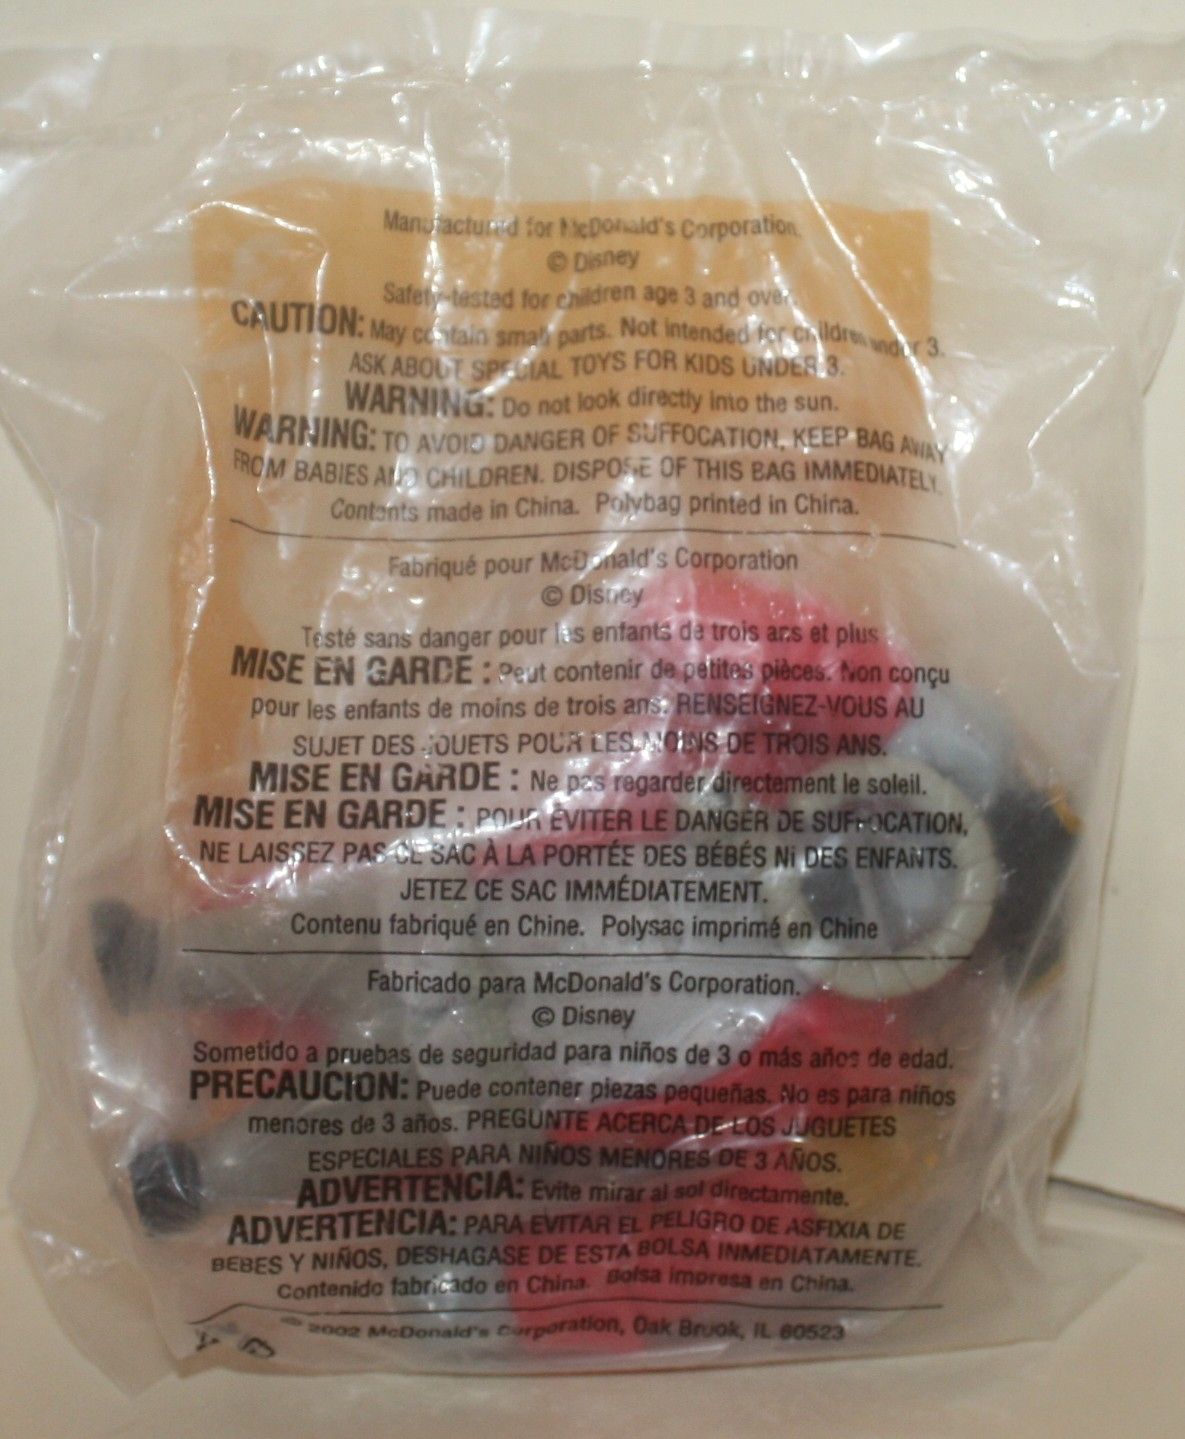 Manufactured for McDonald's Corporation.
© Disney
Safety-tested for children age 3 and over.
CAUTION: May contain small parts. Not intended for children under 3.
ASK ABOUT SPECIAL TOYS FOR KIDS UNDER 3.
WARNING: Do not look directly into the sun.
WARNING: TO AVOID DANGER OF SUFFOCATION, KEEP BAG AWAY
FROM BABIES AND CHILDREN. DISPOSE OF THIS BAG IMMEDIATELY.
Contents made in China. Polybag printed in China.
Fabriqué pour McDonald's Corporation
© Disney
Testé sans danger pour les enfants de trois ans et plus
MISE EN GARDE : Peut contenir de petites pièces. Non conçu
pour les enfants de moins de trois ans. RENSEIGNEZ-VOUS AU
SUJET DES JOUETS POUR LES MOINS DE TROIS ANS.
MISE EN GARDE : Ne pas regarder directement le soleil.
MISE EN GARDE : POUR ÉVITER LE DANGER DE SUFFOCATION,
NE LAISSEZ PAS CE SAC À LA PORTÉE DES BÉBÉS NI DES ENFANTS.
JETEZ CE SAC IMMÉDIATEMENT.
Contenu fabriqué en Chine. Polysac imprimé en Chine
Fabricado para McDonald's Corporation.
© Disney
Sometido a pruebas de seguridad para niños de 3 o más años de edad.
PRECAUCION: Puede contener piezas pequeñas. No es para niños
menores de 3 años. PREGUNTE ACERCA DE LOS JUGUETES
ESPECIALES PARA NIÑOS MENORES DE 3 AÑOS.
ADVERTENCIA: Evite mirar al sol directamente.
ADVERTENCIA: PARA EVITAR EL PELIGRO DE ASFIXIA DE
BEBES Y NIÑOS, DESHAGASE DE ESTA BOLSA INMEDIATAMENTE.
Contenido fabricado en China. Bolsa impresa en China.
© 2002 McDonald's Corporation, Oak Brook, IL 60523